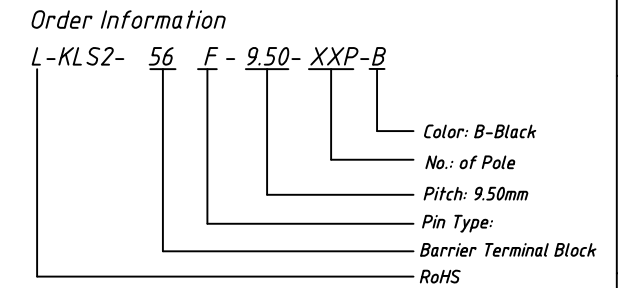 Order Information
L-KLS2- 56 F - 9.50- XXP-B
Color: B-Black
No.: of Pole
Pitch: 9.50mm
Pin Type:
Barrier Terminal Block
RoHS